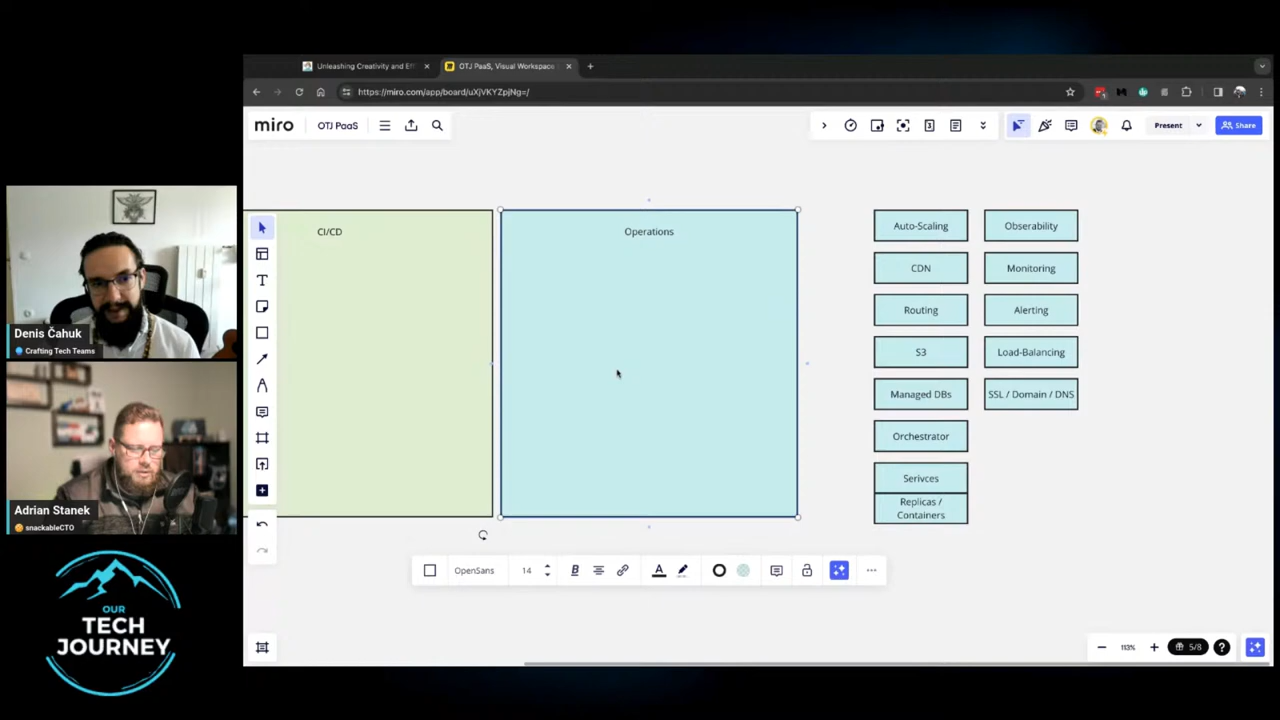 Unleashing Creativity and Eff
OTJ PaaS, Visual Workspace
https://miro.com/app/board/uXjVKYZpjNg=/
miro
OTJ PaaS
Present
Share
CI/CD
Operations
Auto-Scaling
Obserability
CDN
Monitoring
Routing
Alerting
S3
Load-Balancing
Managed DBs
SSL / Domain / DNS
Orchestrator
Serivces
Replicas /
Containers
Denis Čahuk
Crafting Tech Teams
Adrian Stanek
snackableCTO
OpenSans
14
B
A
OUR
TECH
JOURNEY
113%
5/8